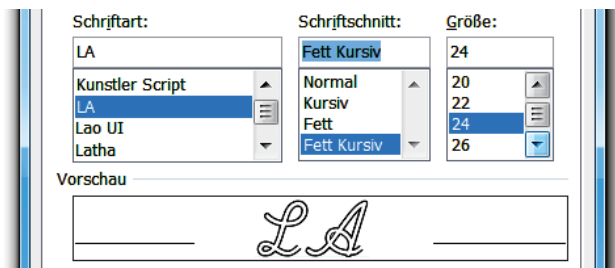 Schriftart: Schriftschnitt: Größe:
LA Fett Kursiv 24
Kunstler Script Normal 20
LA Kursiv 22
Lao UI Fett 24
Latha Fett Kursiv 26
Vorschau
LA